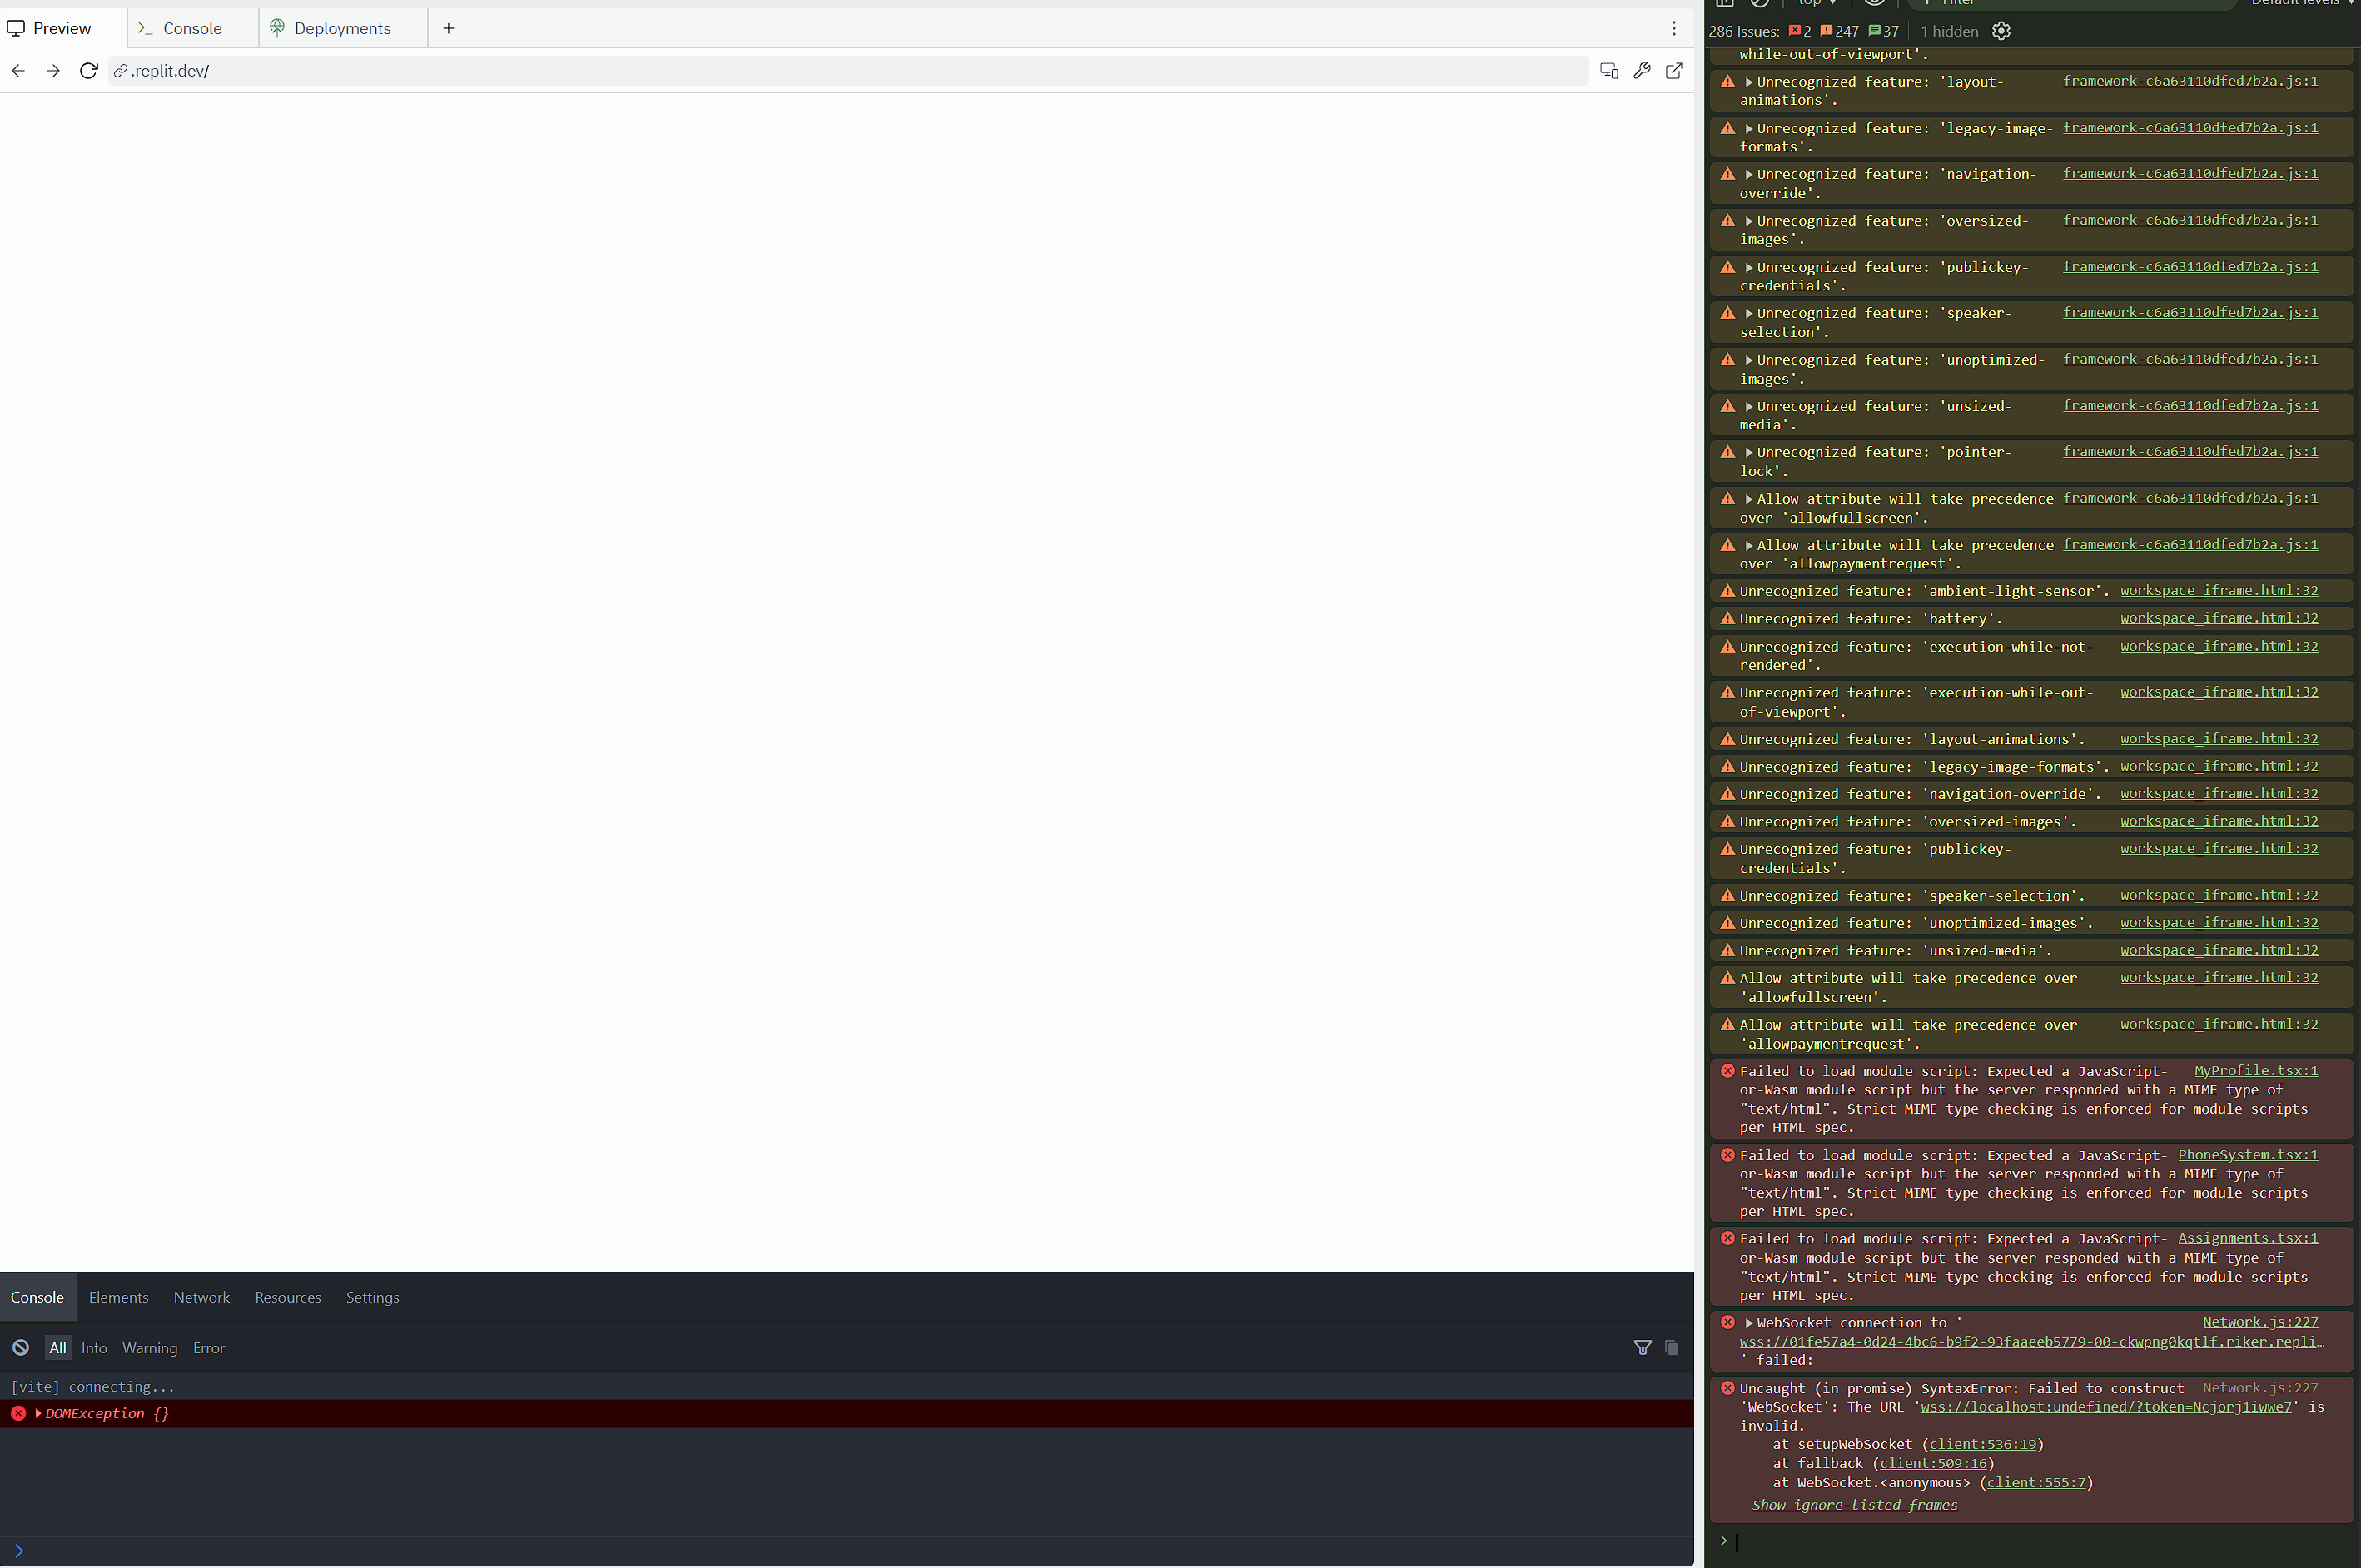 Preview
Console
Deployments
.replit.dev/
Console
Elements
Network
Resources
Settings
All
Info
Warning
Error
[vite] connecting...
DOMException {}
top
Filter
Default levels
286 Issues: 2 247 37 1 hidden
while-out-of-viewport'.
Unrecognized feature: 'layout- framework-c6a63110dfed7b2a.js:1
animations'.
Unrecognized feature: 'legacy-image- framework-c6a63110dfed7b2a.js:1
formats'.
Unrecognized feature: 'navigation- framework-c6a63110dfed7b2a.js:1
override'.
Unrecognized feature: 'oversized- framework-c6a63110dfed7b2a.js:1
images'.
Unrecognized feature: 'publickey- framework-c6a63110dfed7b2a.js:1
credentials'.
Unrecognized feature: 'speaker- framework-c6a63110dfed7b2a.js:1
selection'.
Unrecognized feature: 'unoptimized- framework-c6a63110dfed7b2a.js:1
images'.
Unrecognized feature: 'unsized- framework-c6a63110dfed7b2a.js:1
media'.
Unrecognized feature: 'pointer- framework-c6a63110dfed7b2a.js:1
lock'.
Allow attribute will take precedence framework-c6a63110dfed7b2a.js:1
over 'allowfullscreen'.
Allow attribute will take precedence framework-c6a63110dfed7b2a.js:1
over 'allowpaymentrequest'.
Unrecognized feature: 'ambient-light-sensor'. workspace_iframe.html:32
Unrecognized feature: 'battery'. workspace_iframe.html:32
Unrecognized feature: 'execution-while-not- workspace_iframe.html:32
rendered'.
Unrecognized feature: 'execution-while-out- workspace_iframe.html:32
of-viewport'.
Unrecognized feature: 'layout-animations'. workspace_iframe.html:32
Unrecognized feature: 'legacy-image-formats'. workspace_iframe.html:32
Unrecognized feature: 'navigation-override'. workspace_iframe.html:32
Unrecognized feature: 'oversized-images'. workspace_iframe.html:32
Unrecognized feature: 'publickey- workspace_iframe.html:32
credentials'.
Unrecognized feature: 'speaker-selection'. workspace_iframe.html:32
Unrecognized feature: 'unoptimized-images'. workspace_iframe.html:32
Unrecognized feature: 'unsized-media'. workspace_iframe.html:32
Allow attribute will take precedence over workspace_iframe.html:32
'allowfullscreen'.
Allow attribute will take precedence over workspace_iframe.html:32
'allowpaymentrequest'.
Failed to load module script: Expected a JavaScript- MyProfile.tsx:1
or-Wasm module script but the server responded with a MIME type of
"text/html". Strict MIME type checking is enforced for module scripts
per HTML spec.
Failed to load module script: Expected a JavaScript- PhoneSystem.tsx:1
or-Wasm module script but the server responded with a MIME type of
"text/html". Strict MIME type checking is enforced for module scripts
per HTML spec.
Failed to load module script: Expected a JavaScript- Assignments.tsx:1
or-Wasm module script but the server responded with a MIME type of
"text/html". Strict MIME type checking is enforced for module scripts
per HTML spec.
WebSocket connection to ' Network.js:227
wss://01fe57a4-0d24-4bc6-b9f2-93faaeeb5779-00-ckwpng0kqtlf.riker.repli…
' failed:
Uncaught (in promise) SyntaxError: Failed to construct Network.js:227
'WebSocket': The URL 'wss://localhost:undefined/?token=Ncjorj1iwwe7' is
invalid.
at setupWebSocket (client:536:19)
at fallback (client:509:16)
at WebSocket.<anonymous> (client:555:7)
Show ignore-listed frames